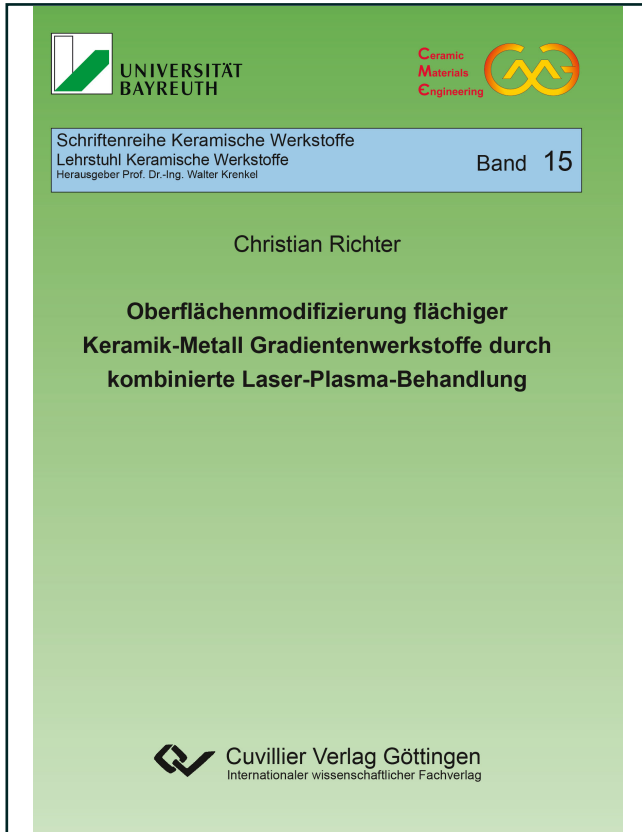 UNIVERSITÄT
BAYREUTH
Ceramic
Materials
Engineering
CME
Schriftenreihe Keramische Werkstoffe
Lehrstuhl Keramische Werkstoffe
Herausgeber Prof. Dr.-Ing. Walter Krenkel
Band 15
Christian Richter
Oberflächenmodifizierung flächiger
Keramik-Metall Gradientenwerkstoffe durch
kombinierte Laser-Plasma-Behandlung
Cuvillier Verlag Göttingen
Internationaler wissenschaftlicher Fachverlag